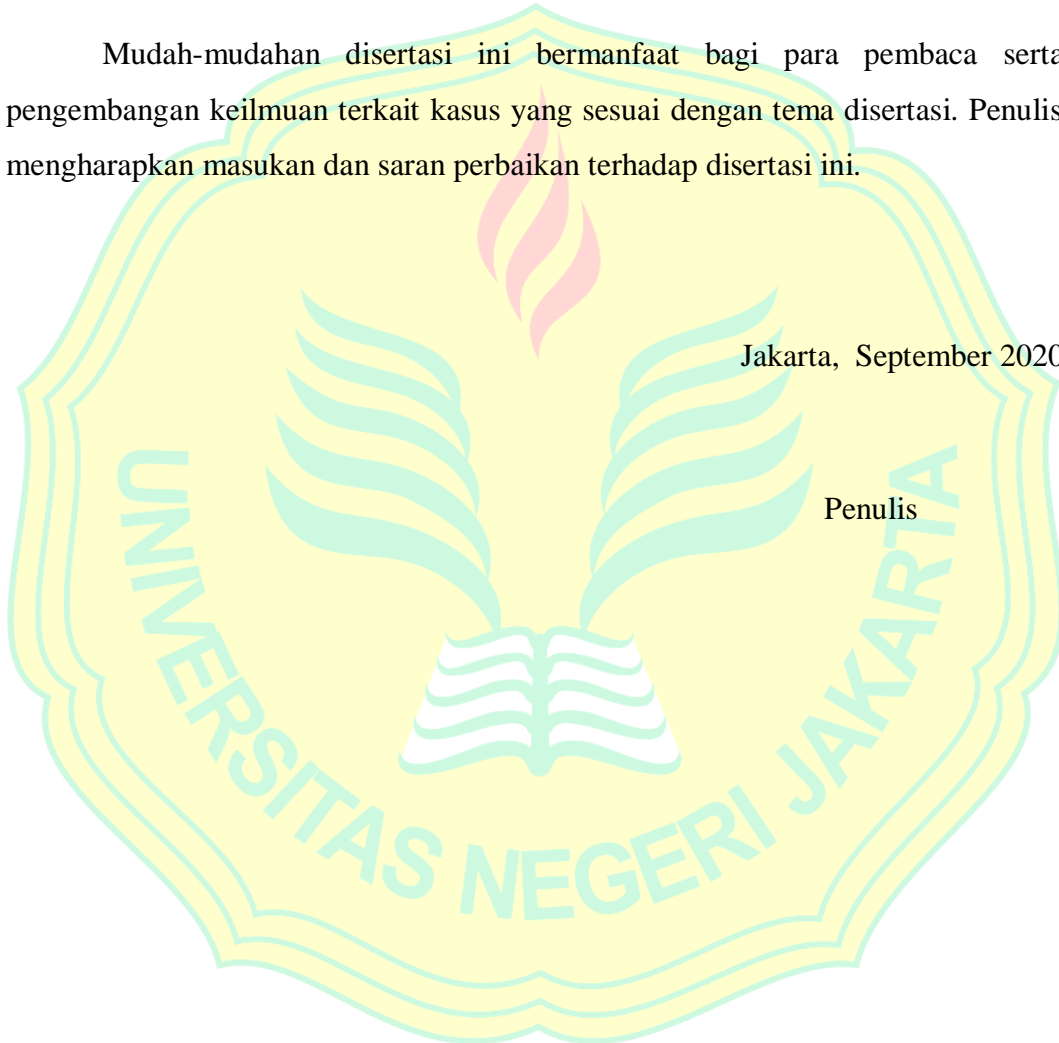 Mudah-mudahan disertasi ini bermanfaat bagi para pembaca serta
pengembangan keilmuan terkait kasus yang sesuai dengan tema disertasi. Penulis
mengharapkan masukan dan saran perbaikan terhadap disertasi ini.
Jakarta, September 2020
Penulis
UNIVERSITAS NEGERI JAKARTA